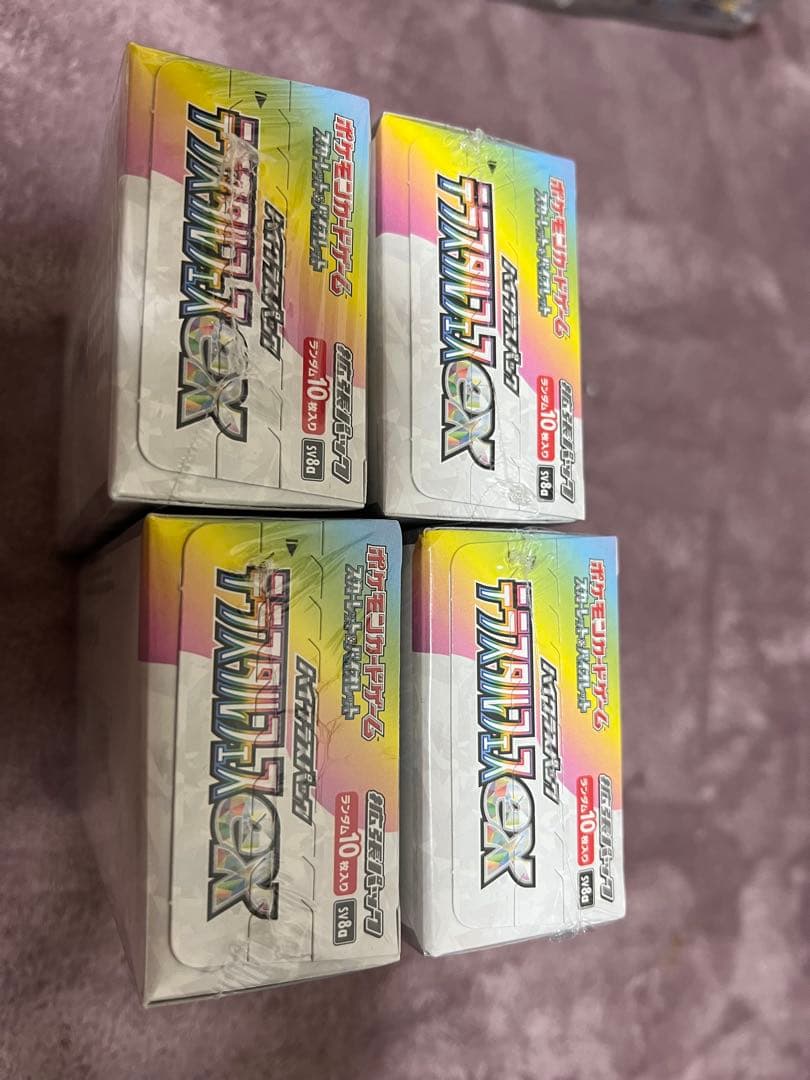 ポケモンカードゲーム
スカーレット&バイオレット
ハイクラスパック
テラスタルフェスex
拡張パック
ランダム10枚入り
sv8a
ポケモンカードゲーム
スカーレット&バイオレット
ハイクラスパック
テラスタルフェスex
拡張パック
ランダム10枚入り
sv8a
ポケモンカードゲーム
スカーレット&バイオレット
ハイクラスパック
テラスタルフェスex
拡張パック
ランダム10枚入り
sv8a
ポケモンカードゲーム
スカーレット&バイオレット
ハイクラスパック
テラスタルフェスex
拡張パック
ランダム10枚入り
sv8a